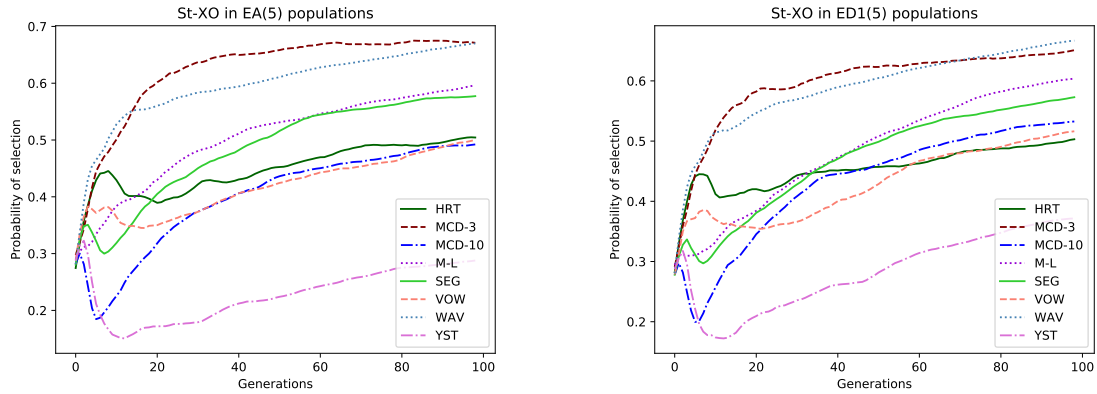 St-XO in EA(5) populations
0.7
0.6
0.5
0.4
0.3
0.2
Probability of selection
0 20 40 60 80 100
Generations
HRT
MCD-3
MCD-10
M-L
SEG
VOW
WAV
YST
St-XO in ED1(5) populations
0.6
0.5
0.4
0.3
0.2
Probability of selection
0 20 40 60 80 100
Generations
HRT
MCD-3
MCD-10
M-L
SEG
VOW
WAV
YST